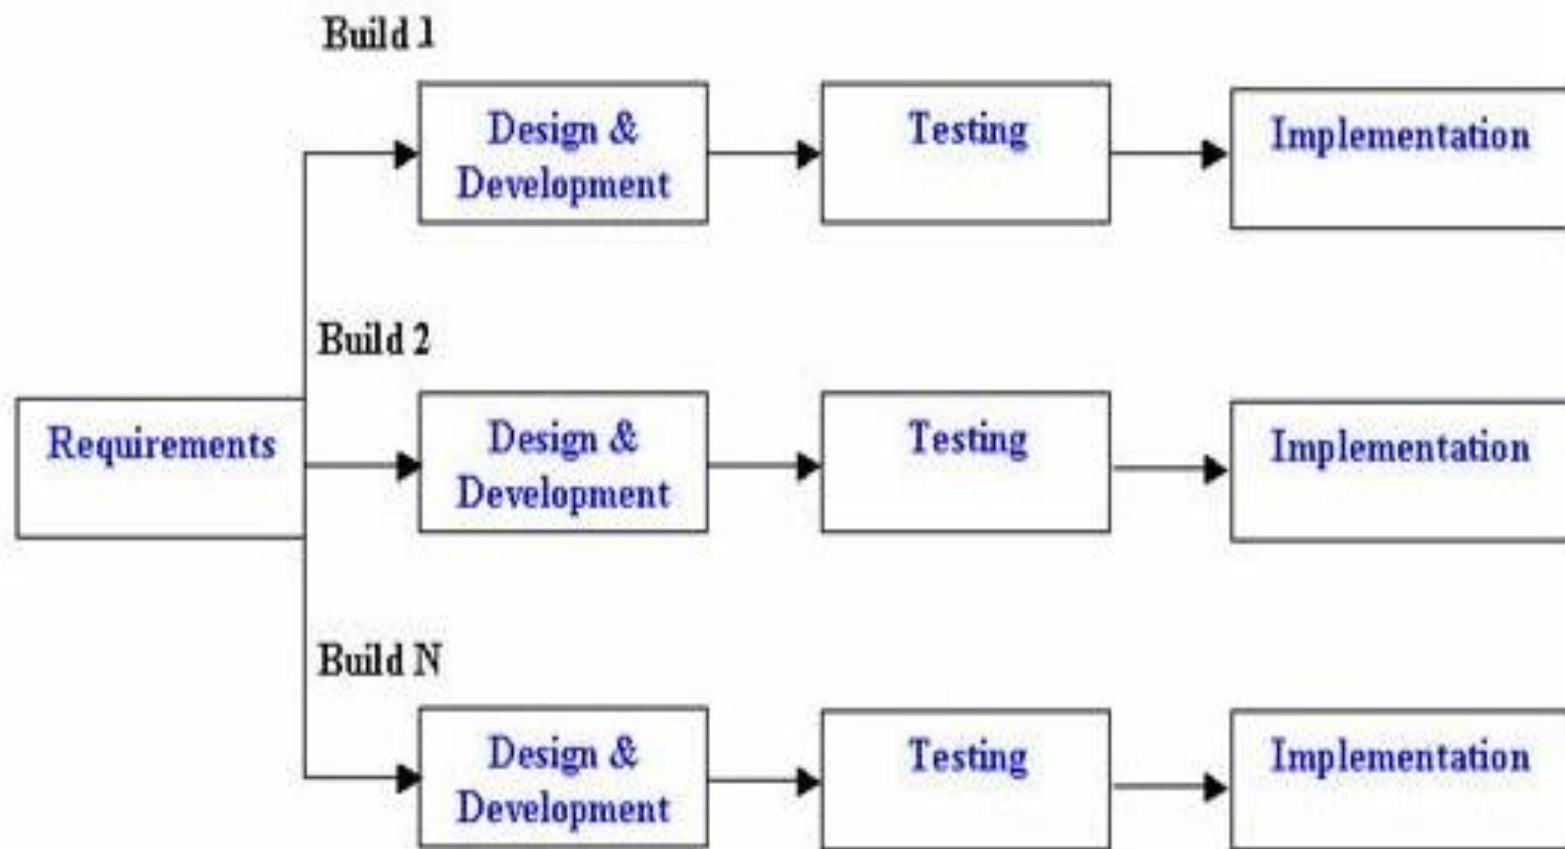 Build 1
Design &
Development
Testing
Implementation
Build 2
Requirements
Design &
Development
Testing
Implementation
Build N
Design &
Development
Testing
Implementation